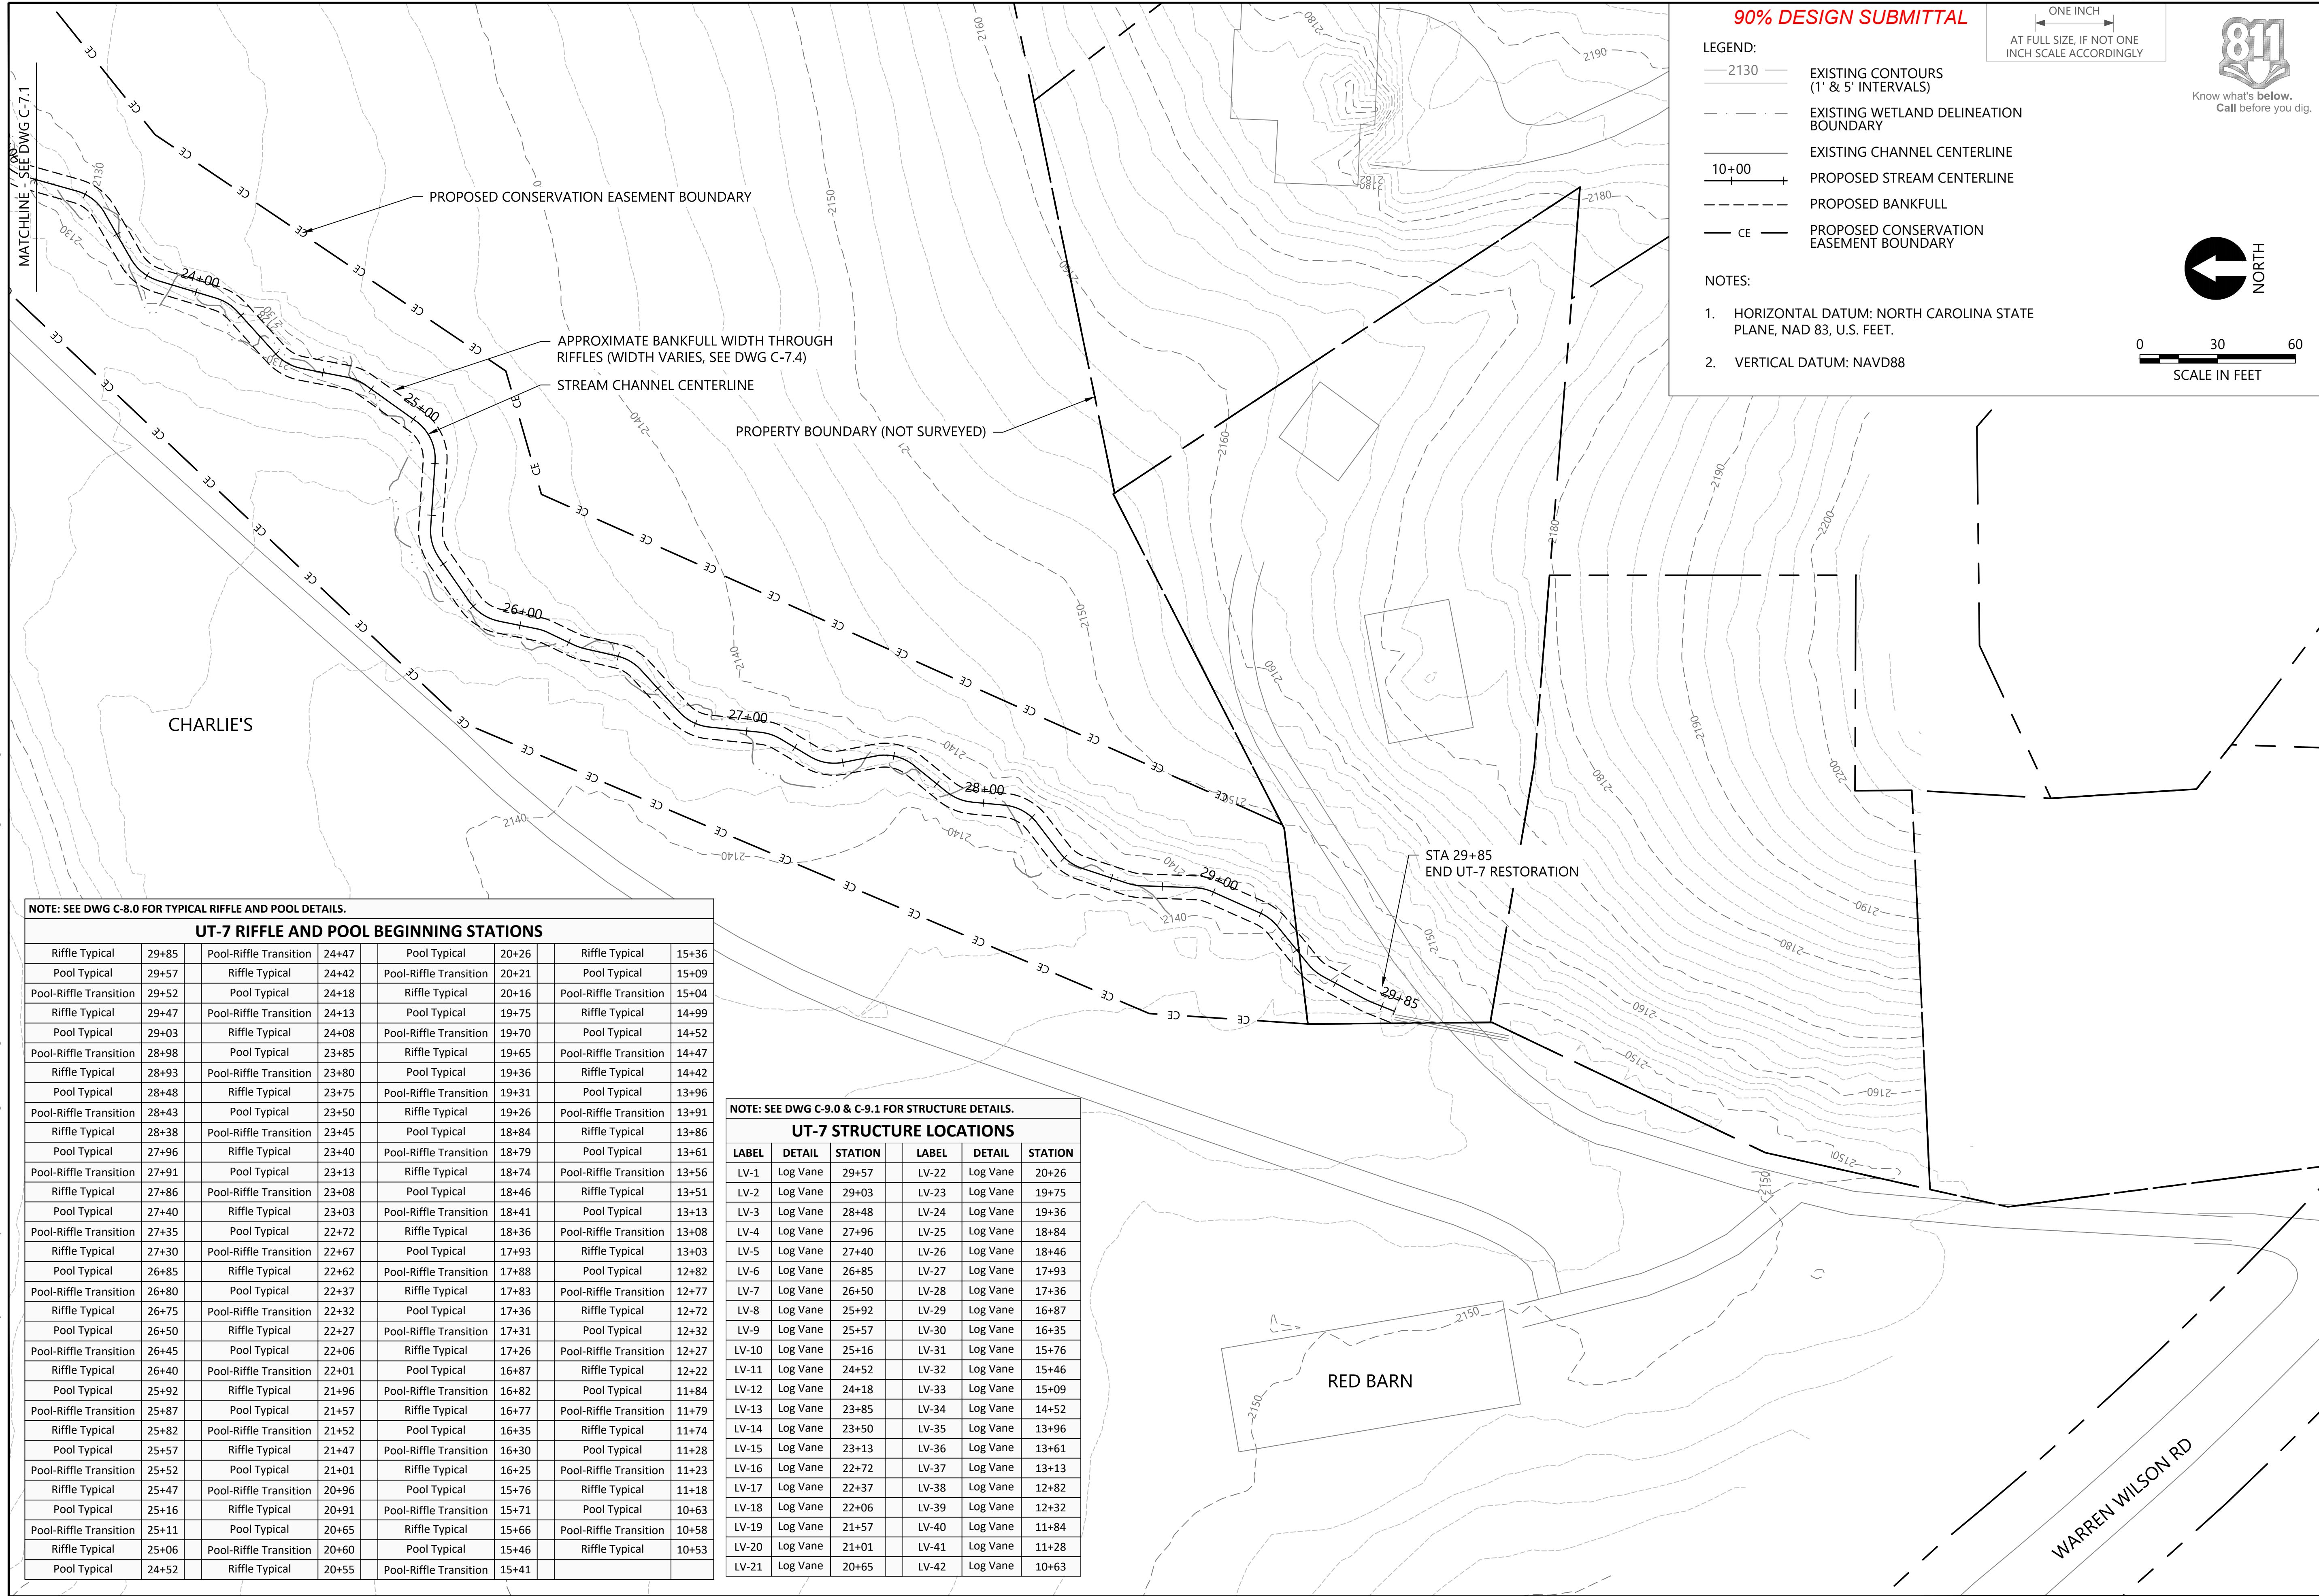 90% DESIGN SUBMITTAL
ONE INCH
AT FULL SIZE, IF NOT ONE
INCH SCALE ACCORDINGLY
811
Know what's below.
Call before you dig.
LEGEND:
2130 EXISTING CONTOURS
(1' & 5' INTERVALS)
EXISTING WETLAND DELINEATION
BOUNDARY
EXISTING CHANNEL CENTERLINE
10+00 PROPOSED STREAM CENTERLINE
PROPOSED BANKFULL
CE PROPOSED CONSERVATION
EASEMENT BOUNDARY
NORTH
NOTES:
1. HORIZONTAL DATUM: NORTH CAROLINA STATE
PLANE, NAD 83, U.S. FEET.
2. VERTICAL DATUM: NAVD88
0 30 60
SCALE IN FEET
MATCHLINE - SEE DWG C-7.1
PROPOSED CONSERVATION EASEMENT BOUNDARY
APPROXIMATE BANKFULL WIDTH THROUGH
RIFFLES (WIDTH VARIES, SEE DWG C-7.4)
STREAM CHANNEL CENTERLINE
PROPERTY BOUNDARY (NOT SURVEYED)
24+00
25+00
26+00
27+00
28+00
29+00
29+85
STA 29+85
END UT-7 RESTORATION
CHARLIE'S
RED BARN
WARREN WILSON RD
NOTE: SEE DWG C-8.0 FOR TYPICAL RIFFLE AND POOL DETAILS.
UT-7 RIFFLE AND POOL BEGINNING STATIONS
Riffle Typical 29+85 Pool-Riffle Transition 24+47 Pool Typical 20+26 Riffle Typical 15+36
Pool Typical 29+57 Riffle Typical 24+42 Pool-Riffle Transition 20+21 Pool Typical 15+09
Pool-Riffle Transition 29+52 Pool Typical 24+18 Riffle Typical 20+16 Pool-Riffle Transition 15+04
Riffle Typical 29+47 Pool-Riffle Transition 24+13 Pool Typical 19+75 Riffle Typical 14+99
Pool Typical 29+03 Riffle Typical 24+08 Pool-Riffle Transition 19+70 Pool Typical 14+52
Pool-Riffle Transition 28+98 Pool Typical 23+85 Riffle Typical 19+65 Pool-Riffle Transition 14+47
Riffle Typical 28+93 Pool-Riffle Transition 23+80 Pool Typical 19+36 Riffle Typical 14+42
Pool Typical 28+48 Riffle Typical 23+75 Pool-Riffle Transition 19+31 Pool Typical 13+96
Pool-Riffle Transition 28+43 Pool Typical 23+50 Riffle Typical 19+26 Pool-Riffle Transition 13+91
Riffle Typical 28+38 Pool-Riffle Transition 23+45 Pool Typical 18+84 Riffle Typical 13+86
Pool Typical 27+96 Riffle Typical 23+40 Pool-Riffle Transition 18+79 Pool Typical 13+61
Pool-Riffle Transition 27+91 Pool Typical 23+13 Riffle Typical 18+74 Pool-Riffle Transition 13+56
Riffle Typical 27+86 Pool-Riffle Transition 23+08 Pool Typical 18+46 Riffle Typical 13+51
Pool Typical 27+40 Riffle Typical 23+03 Pool-Riffle Transition 18+41 Pool Typical 13+13
Pool-Riffle Transition 27+35 Pool Typical 22+72 Riffle Typical 18+36 Pool-Riffle Transition 13+08
Riffle Typical 27+30 Pool-Riffle Transition 22+67 Pool Typical 17+93 Riffle Typical 13+03
Pool Typical 26+85 Riffle Typical 22+62 Pool-Riffle Transition 17+88 Pool Typical 12+82
Pool-Riffle Transition 26+80 Pool Typical 22+37 Riffle Typical 17+83 Pool-Riffle Transition 12+77
Riffle Typical 26+75 Pool-Riffle Transition 22+32 Pool Typical 17+36 Riffle Typical 12+72
Pool Typical 26+50 Riffle Typical 22+27 Pool-Riffle Transition 17+31 Pool Typical 12+32
Pool-Riffle Transition 26+45 Pool Typical 22+06 Riffle Typical 17+26 Pool-Riffle Transition 12+27
Riffle Typical 26+40 Pool-Riffle Transition 22+01 Pool Typical 16+87 Riffle Typical 12+22
Pool Typical 25+92 Riffle Typical 21+96 Pool-Riffle Transition 16+82 Pool Typical 11+84
Pool-Riffle Transition 25+87 Pool Typical 21+57 Riffle Typical 16+77 Pool-Riffle Transition 11+79
Riffle Typical 25+82 Pool-Riffle Transition 21+52 Pool Typical 16+35 Riffle Typical 11+74
Pool Typical 25+57 Riffle Typical 21+47 Pool-Riffle Transition 16+30 Pool Typical 11+28
Pool-Riffle Transition 25+52 Pool Typical 21+01 Riffle Typical 16+25 Pool-Riffle Transition 11+23
Riffle Typical 25+47 Pool-Riffle Transition 20+96 Pool Typical 15+76 Riffle Typical 11+18
Pool Typical 25+16 Riffle Typical 20+91 Pool-Riffle Transition 15+71 Pool Typical 10+63
Pool-Riffle Transition 25+11 Pool Typical 20+65 Riffle Typical 15+66 Pool-Riffle Transition 10+58
Riffle Typical 25+06 Pool-Riffle Transition 20+60 Pool Typical 15+46 Riffle Typical 10+53
Pool Typical 24+52 Riffle Typical 20+55 Pool-Riffle Transition 15+41
NOTE: SEE DWG C-9.0 & C-9.1 FOR STRUCTURE DETAILS.
UT-7 STRUCTURE LOCATIONS
LABEL DETAIL STATION LABEL DETAIL STATION
LV-1 Log Vane 29+57 LV-22 Log Vane 20+26
LV-2 Log Vane 29+03 LV-23 Log Vane 19+75
LV-3 Log Vane 28+48 LV-24 Log Vane 19+36
LV-4 Log Vane 27+96 LV-25 Log Vane 18+84
LV-5 Log Vane 27+40 LV-26 Log Vane 18+46
LV-6 Log Vane 26+85 LV-27 Log Vane 17+93
LV-7 Log Vane 26+50 LV-28 Log Vane 17+36
LV-8 Log Vane 25+92 LV-29 Log Vane 16+87
LV-9 Log Vane 25+57 LV-30 Log Vane 16+35
LV-10 Log Vane 25+16 LV-31 Log Vane 15+76
LV-11 Log Vane 24+52 LV-32 Log Vane 15+46
LV-12 Log Vane 24+18 LV-33 Log Vane 15+09
LV-13 Log Vane 23+85 LV-34 Log Vane 14+52
LV-14 Log Vane 23+50 LV-35 Log Vane 13+96
LV-15 Log Vane 23+13 LV-36 Log Vane 13+61
LV-16 Log Vane 22+72 LV-37 Log Vane 13+13
LV-17 Log Vane 22+37 LV-38 Log Vane 12+82
LV-18 Log Vane 22+06 LV-39 Log Vane 12+32
LV-19 Log Vane 21+57 LV-40 Log Vane 11+84
LV-20 Log Vane 21+01 LV-41 Log Vane 11+28
LV-21 Log Vane 20+65 LV-42 Log Vane 10+63